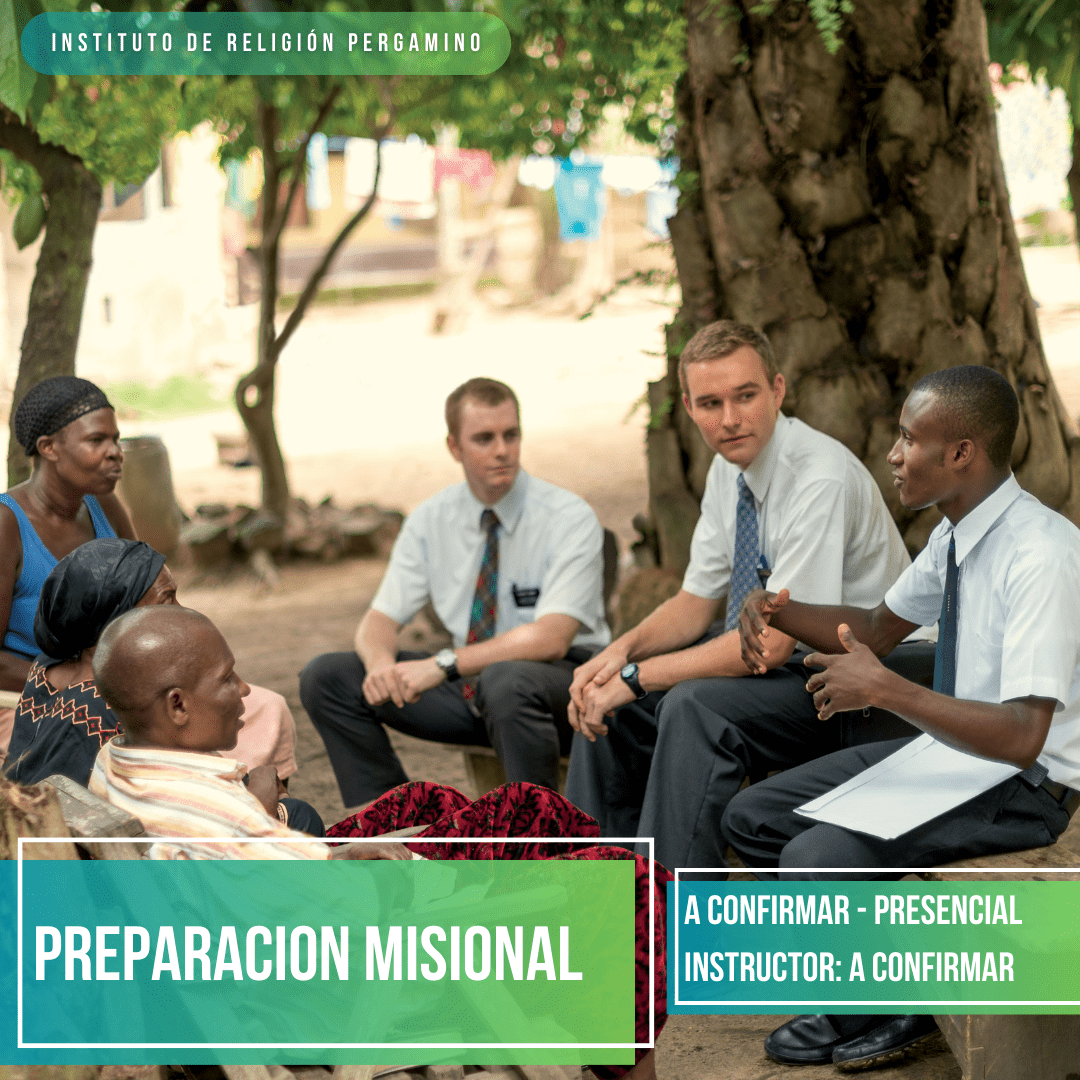 INSTITUTO DE RELIGIÓN PERGAMINO
PREPARACION MISIONAL
A CONFIRMAR - PRESENCIAL
INSTRUCTOR: A CONFIRMAR